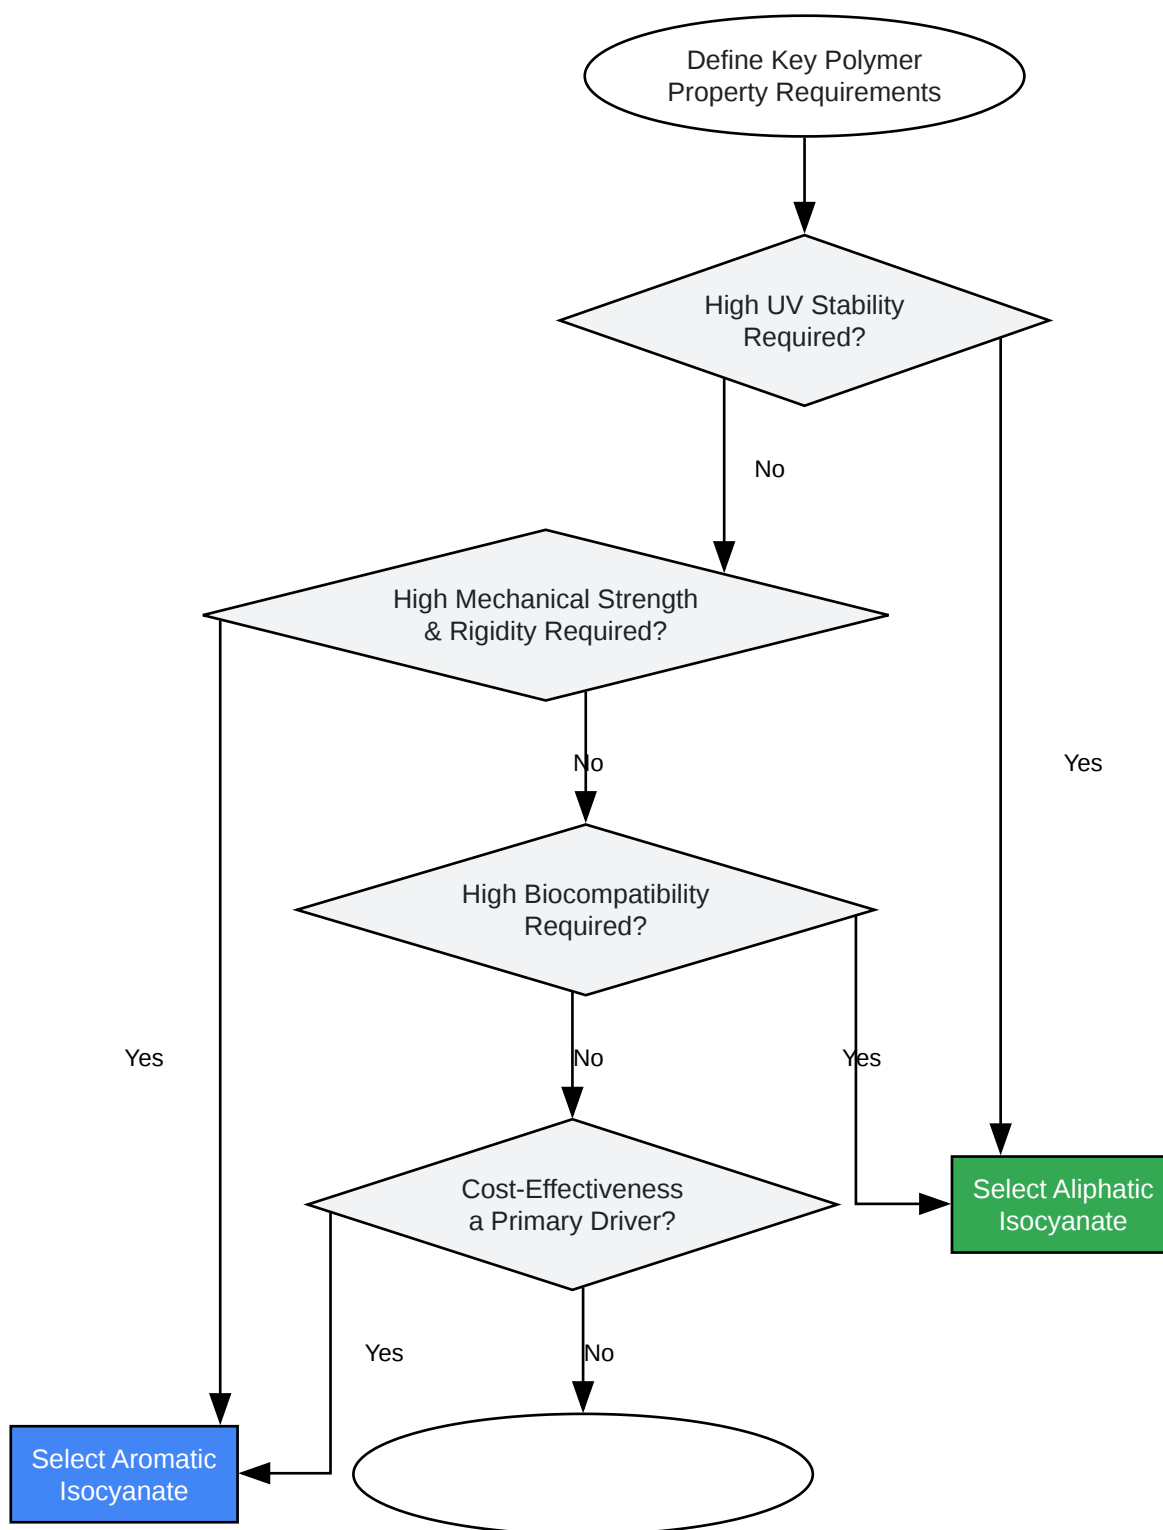 Define Key Polymer
Property Requirements
High UV Stability
Required?
No
High Mechanical Strength
& Rigidity Required?
No
Yes
High Biocompatibility
Required?
Yes
No
Yes
Cost-Effectiveness
a Primary Driver?
Select Aliphatic
Isocyanate
Yes
No
Select Aromatic
Isocyanate